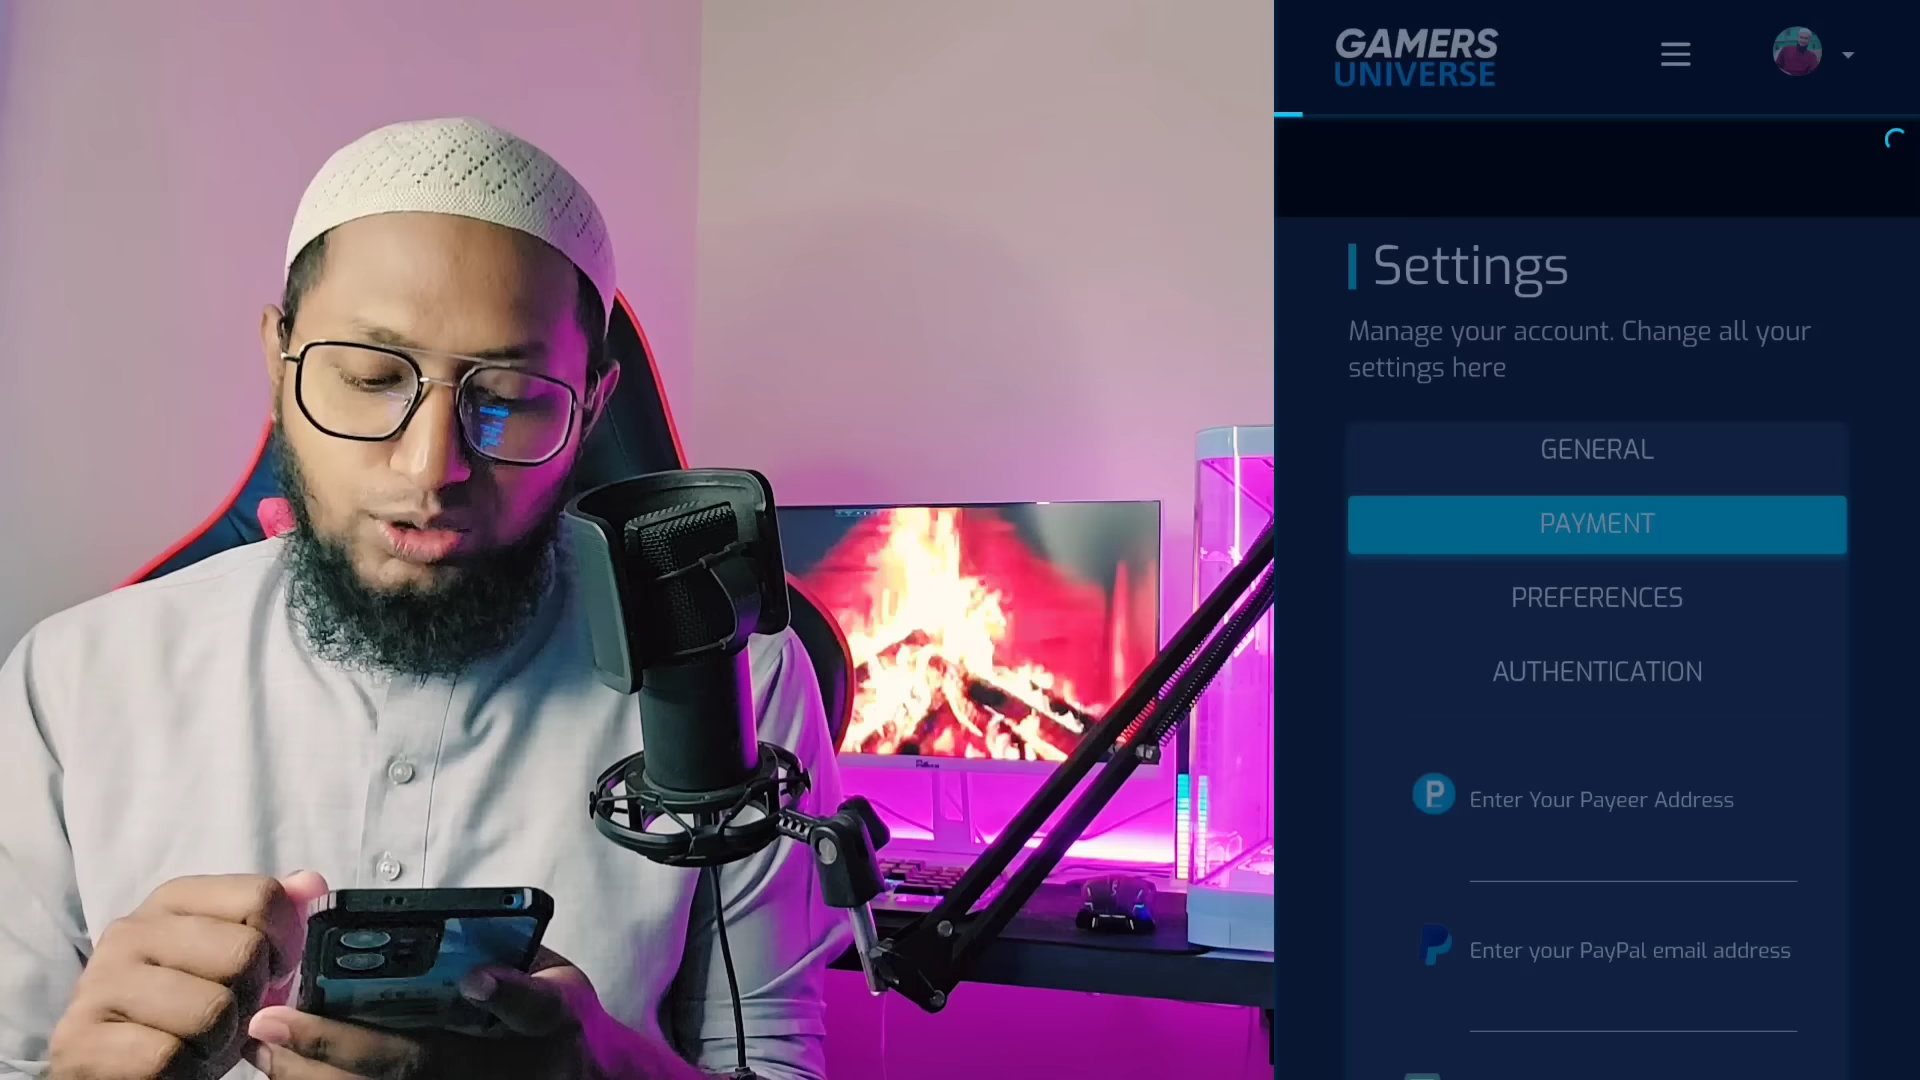 GAMERS
UNIVERSE
Settings
Manage your account. Change all your
settings here
GENERAL
PAYMENT
PREFERENCES
AUTHENTICATION
Enter Your Payeer Address
Enter your PayPal email address